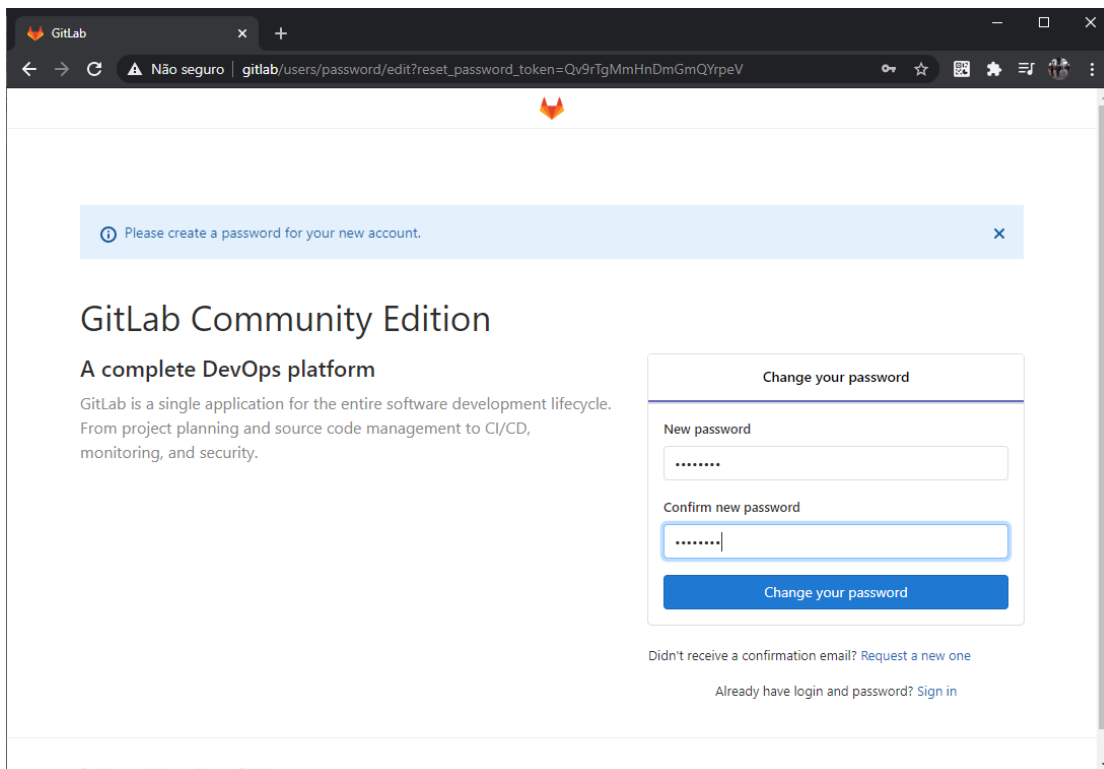 GitLab
Não seguro | gitlab/users/password/edit?reset_password_token=Qv9rTgMmHnDmGmQYrpeV
Please create a password for your new account.
GitLab Community Edition
A complete DevOps platform
GitLab is a single application for the entire software development lifecycle.
From project planning and source code management to CI/CD,
monitoring, and security.
Change your password
New password
••••••••
Confirm new password
••••••••
Change your password
Didn't receive a confirmation email? Request a new one
Already have login and password? Sign in